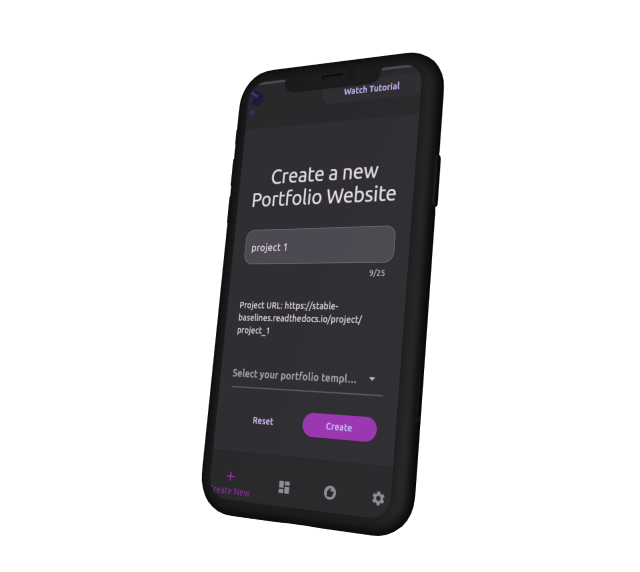 Watch Tutorial
Create a new
Portfolio Website
project 1
9/25
Project URL: https://stable-
baselines.readthedocs.io/project/
project_1
Select your portfolio templ...
Reset
Create
reate New